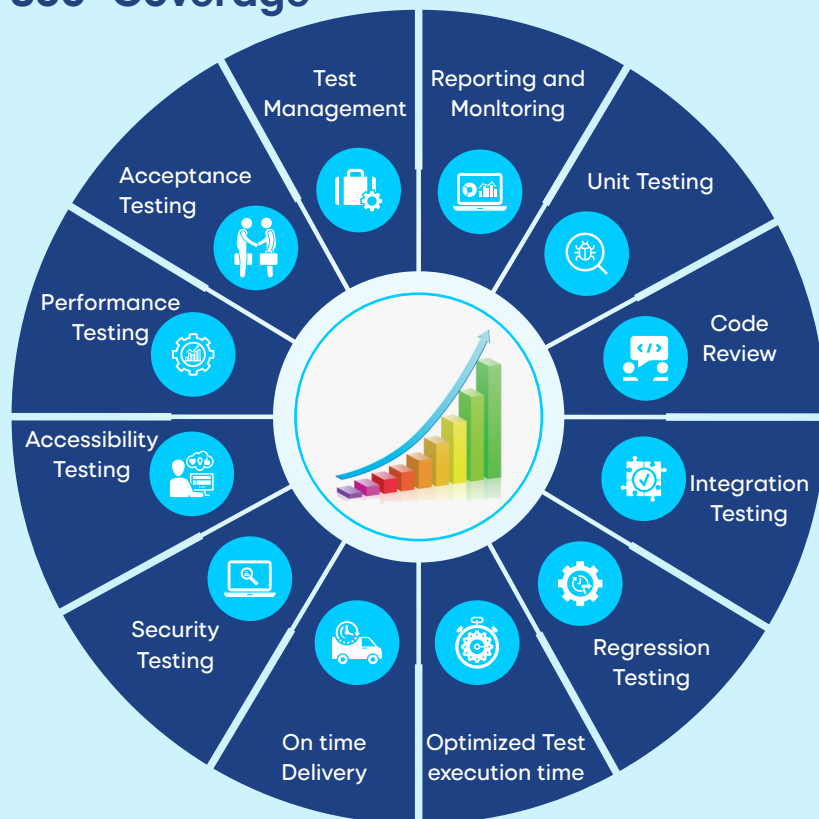 Coverage
Test
Management
Reporting and
MonItoring
Unit Testing
Code
Review
Integration
Testing
Regression
Testing
Optimized Test
execution time
On time
Delivery
Security
Testing
Accessibility
Testing
Performance
Testing
Acceptance
Testing